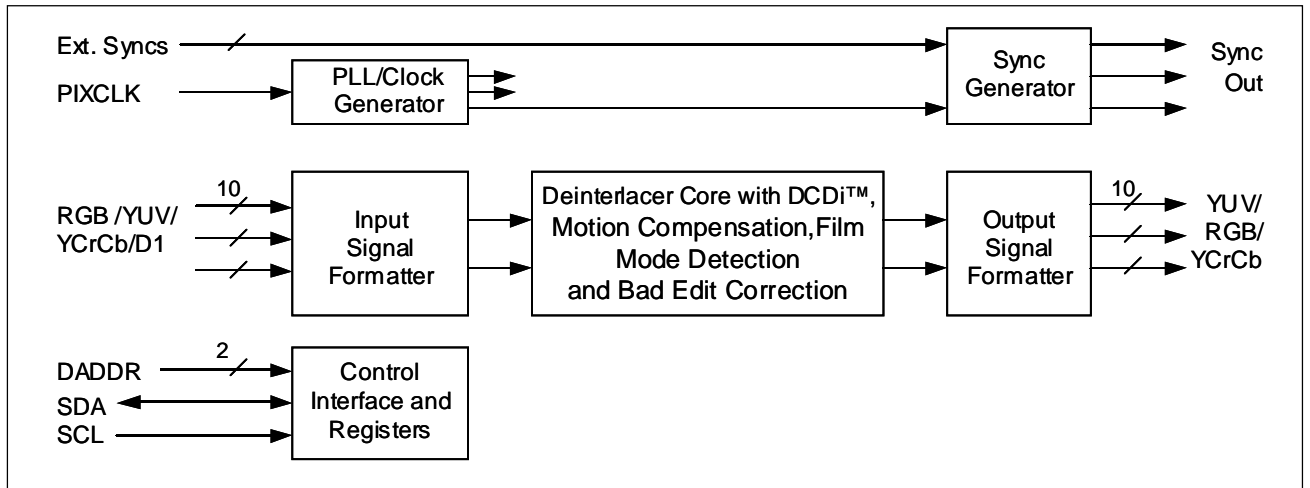 Ext. Syncs
PIXCLK
PLL/Clock
Generator
Sync
Generator
Sync
Out
10
RGB /YUV/
YCrCb/D1
Input
Signal
Formatter
Deinterlacer Core with DCDi™,
Motion Compensation,Film
Mode Detection
and Bad Edit Correction
Output
Signal
Formatter
10
YUV/
RGB/
YCrCb
2
DADDR
SDA
SCL
Control
Interface and
Registers